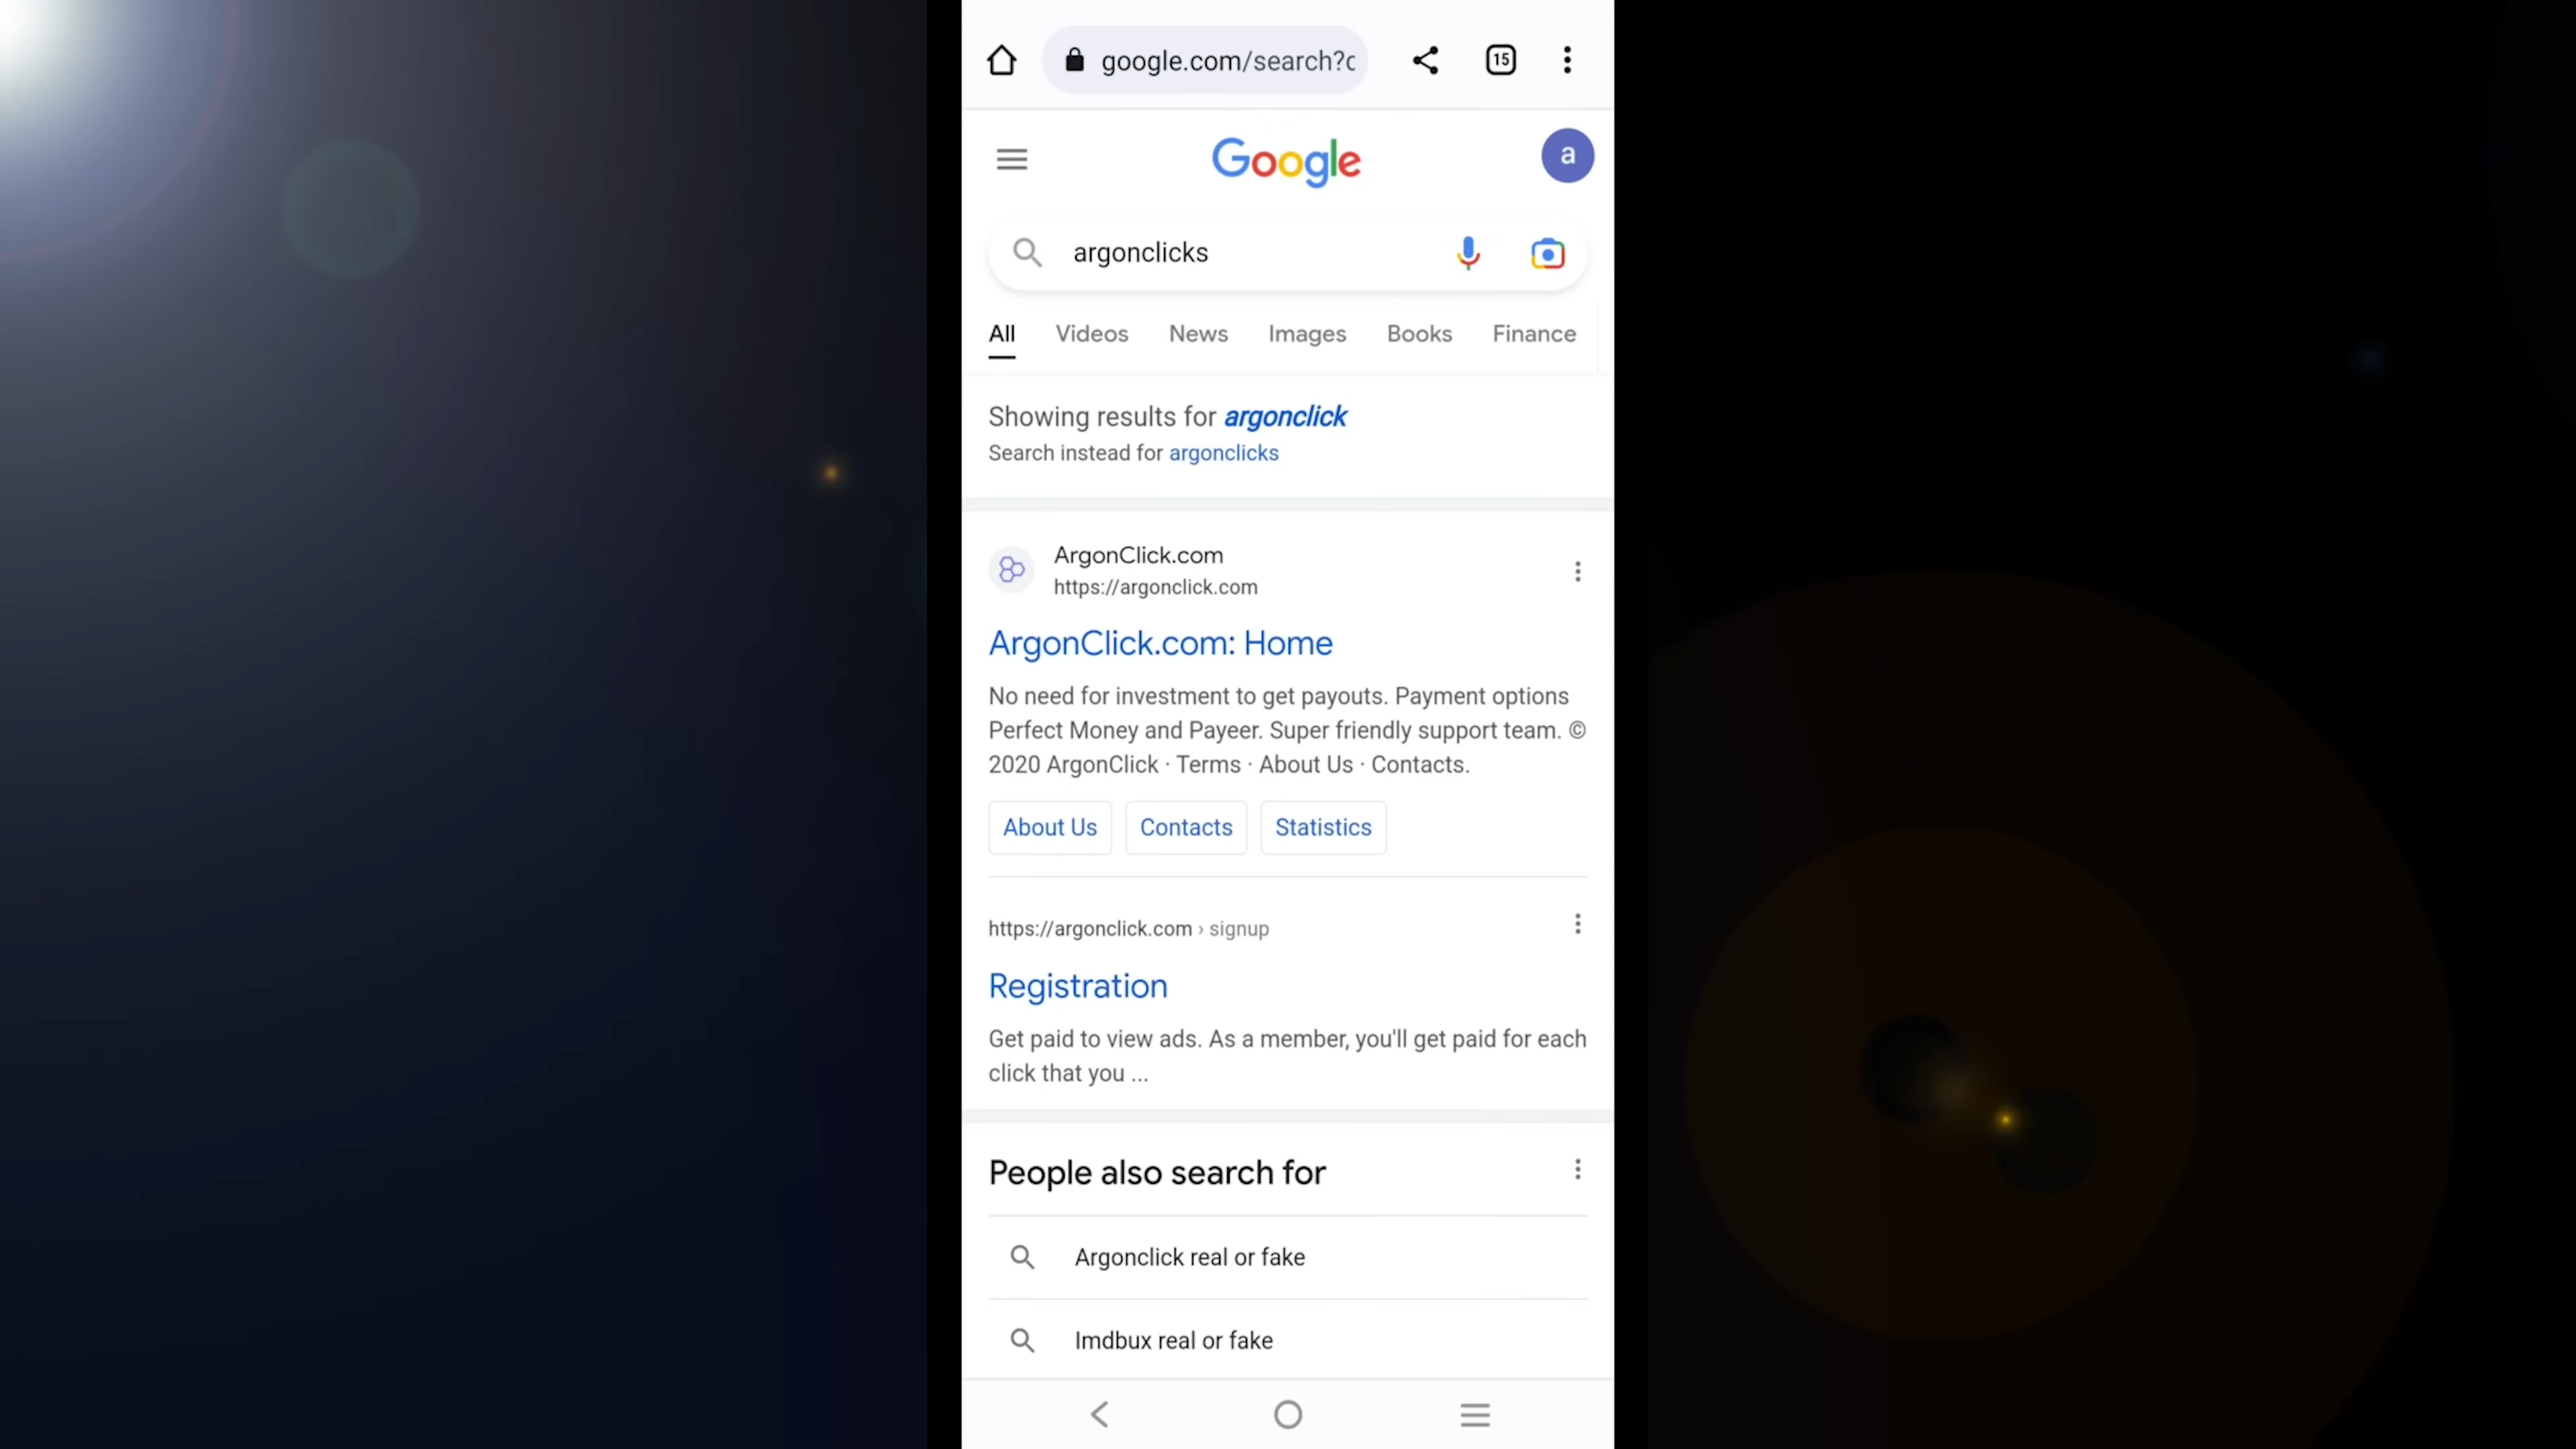 google.com/search?c
15
Google
a
argonclicks
All Videos News Images Books Finance
Showing results for argonclick
Search instead for argonclicks
ArgonClick.com
https://argonclick.com
ArgonClick.com: Home
No need for investment to get payouts. Payment options
Perfect Money and Payeer. Super friendly support team. ©
2020 ArgonClick · Terms · About Us · Contacts.
About Us Contacts Statistics
https://argonclick.com › signup
Registration
Get paid to view ads. As a member, you'll get paid for each
click that you ...
People also search for
Argonclick real or fake
Imdbux real or fake